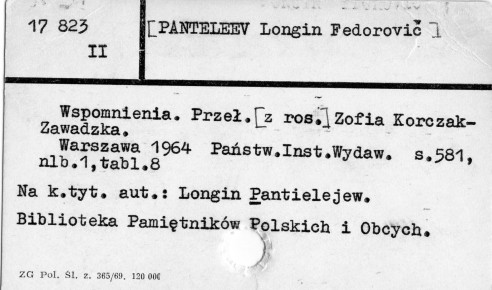 17 823
II
[PANTELEEV Longin Fedorovič]
Wspomnienia. Przeł.[z ros.] Zofia Korczak-
Zawadzka.
Warszawa 1964 Państw.Inst.Wydaw. s.581,
nlb.1,tabl.8
Na k.tyt. aut.: Longin Pantielejew.
Biblioteka Pamiętników Polskich i Obcych.
ZG Pol. Śl. z. 365/69. 120 000